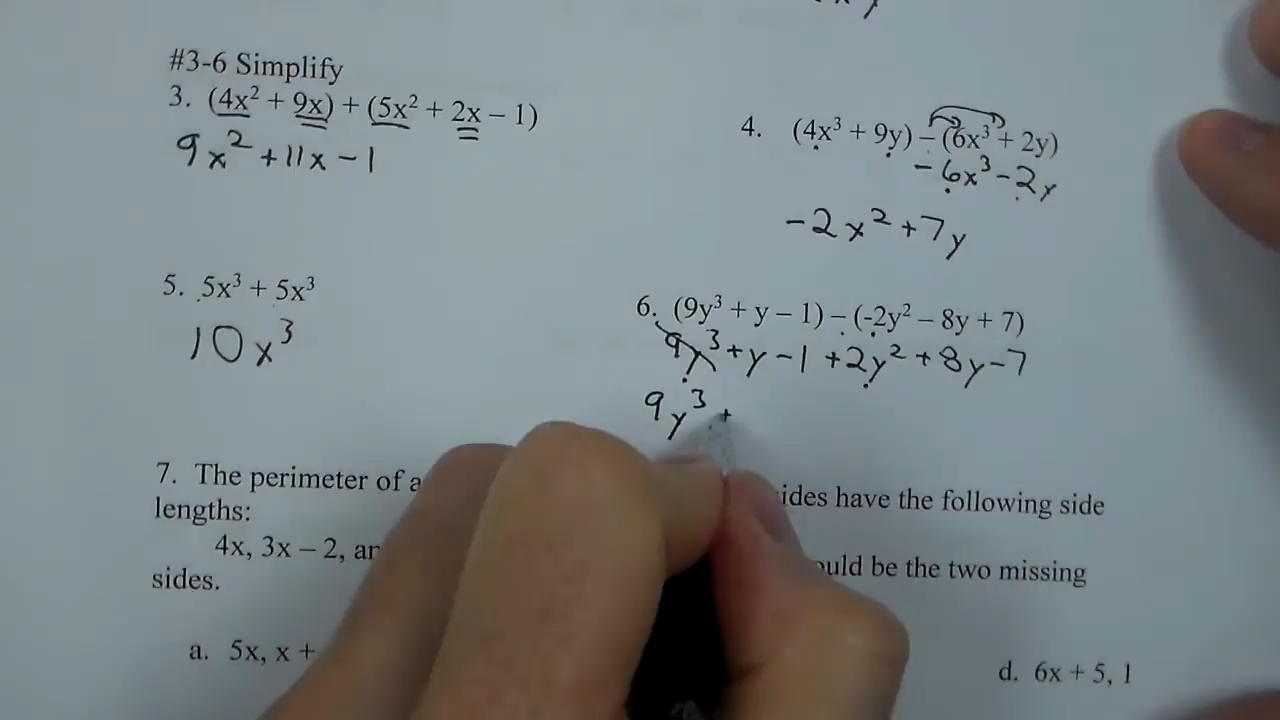 #3-6 Simplify
3. (4x² + 9x) + (5x² + 2x – 1)
9x² + 11x – 1
4. (4x³ + 9y) – (6x³ + 2y)
– 6x³ – 2y
– 2x² + 7y
5. 5x³ + 5x³
10x³
6. (9y³ + y – 1) – (-2y² – 8y + 7)
9y³ + y – 1 + 2y² + 8y – 7
9y³ +
7. The perimeter of a ides have the following side
lengths:
4x, 3x – 2, ould be the two missing
sides.
a. 5x, x +
d. 6x + 5, 1